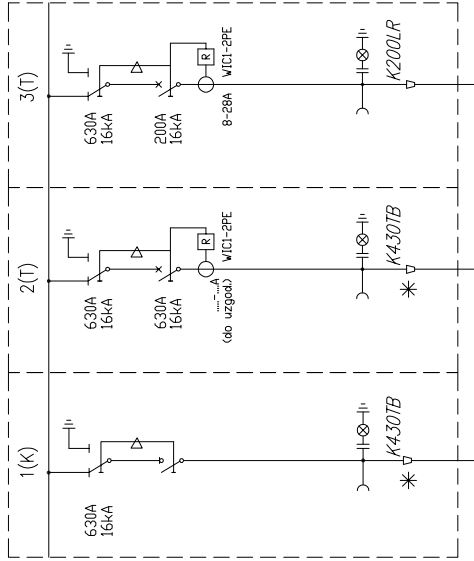 1(K)
2(T)
3(T)
630A
16kA
630A
16kA
630A
16kA
630A
16kA
200A
16kA
R
WIC1-2PE
(do uzgod.)
R
WIC1-2PE
8-28A
K430TB
K430TB
K200LR